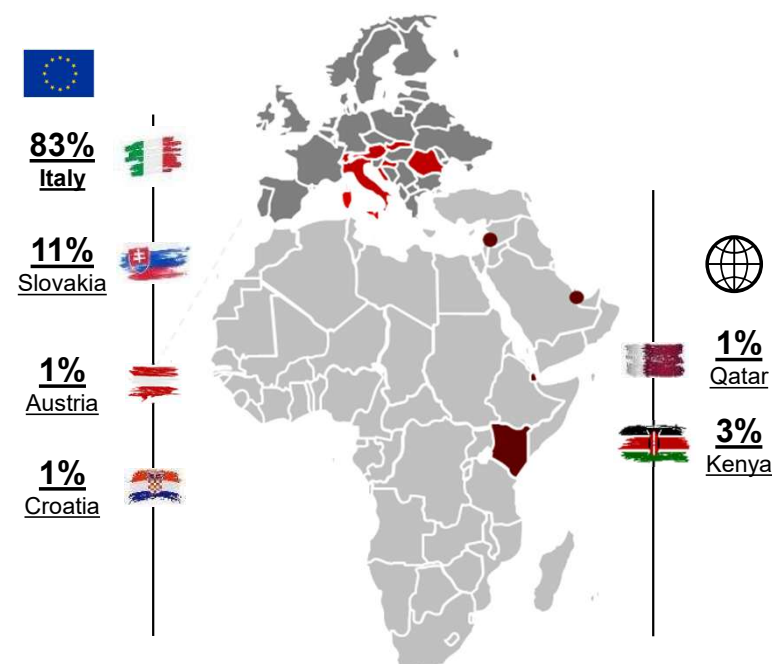 83%
Italy
11%
Slovakia
1%
Austria
1%
Croatia
1%
Qatar
3%
Kenya